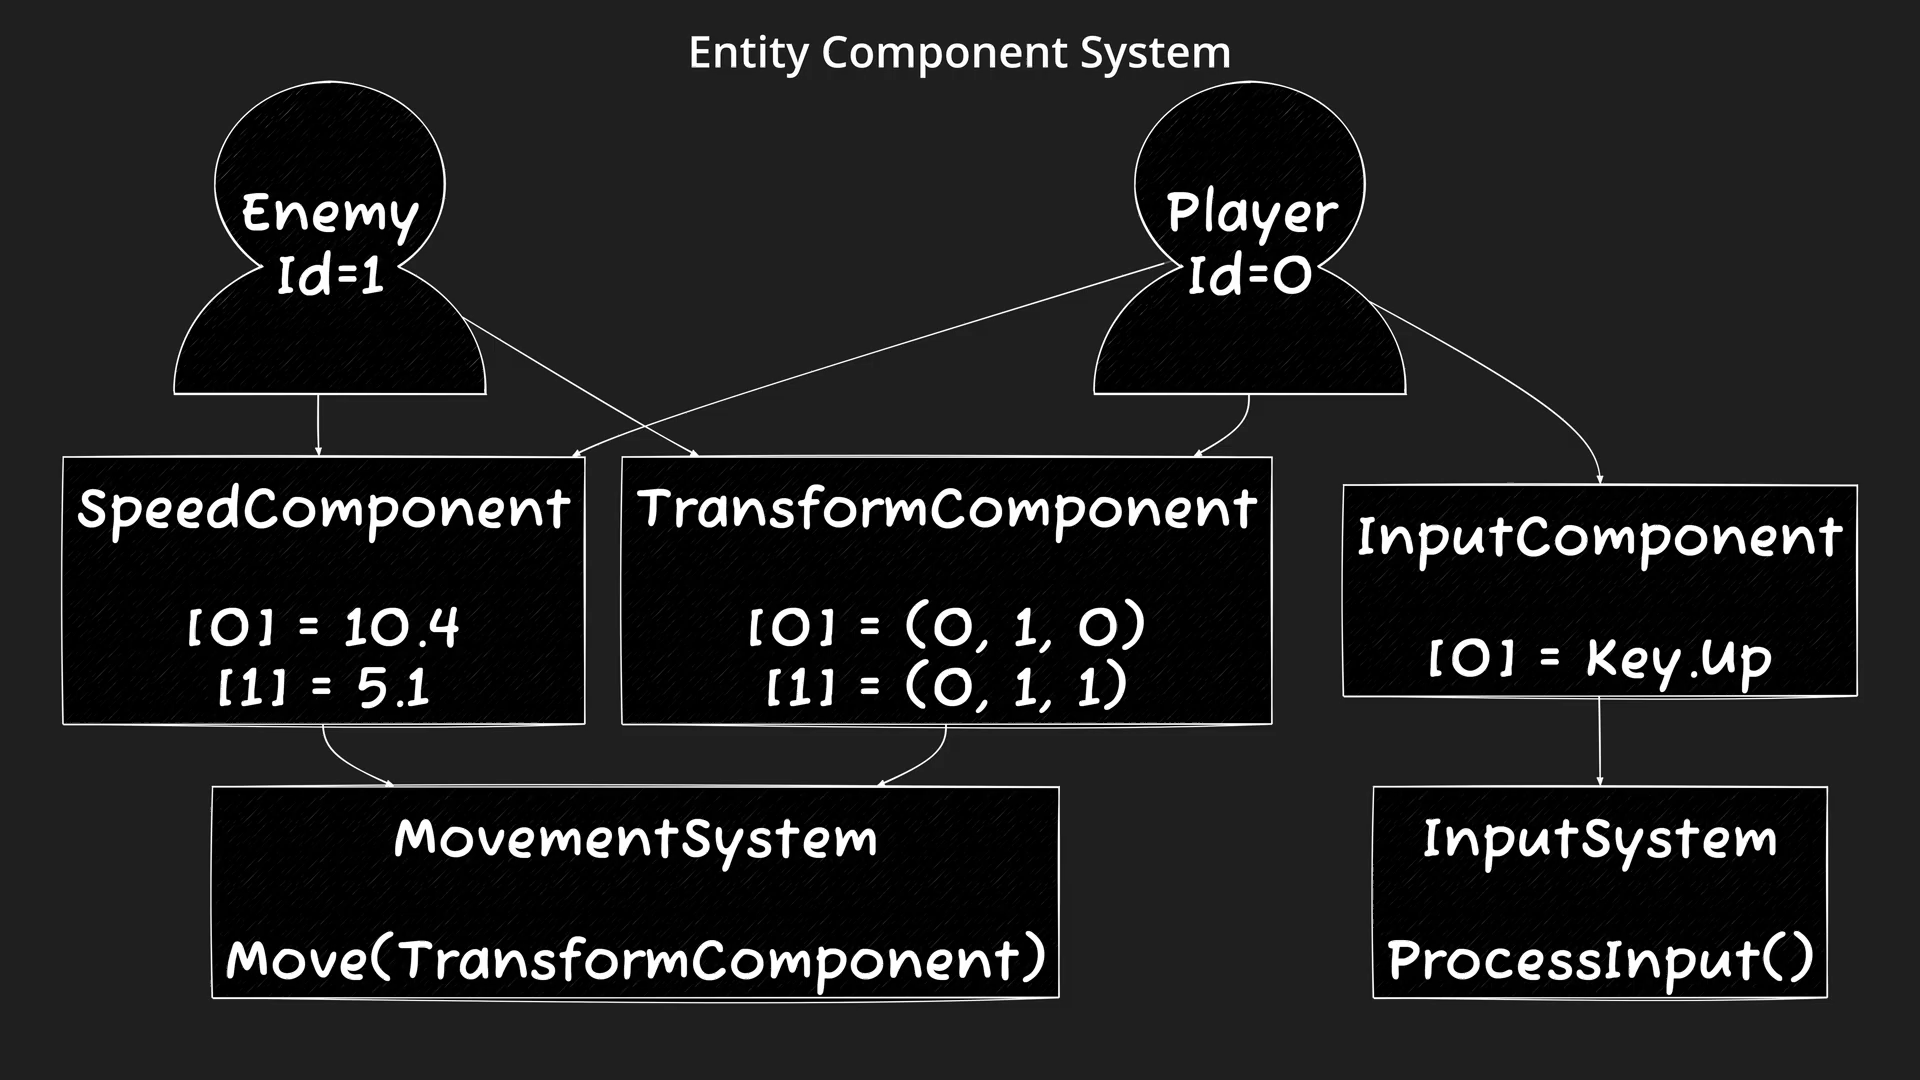 Entity Component System
Enemy
Id=1
Player
Id=0
SpeedComponent
[0] = 10.4
[1] = 5.1
TransformComponent
[0] = (0, 1, 0)
[1] = (0, 1, 1)
InputComponent
[0] = Key.Up
MovementSystem
Move(TransformComponent)
InputSystem
ProcessInput()